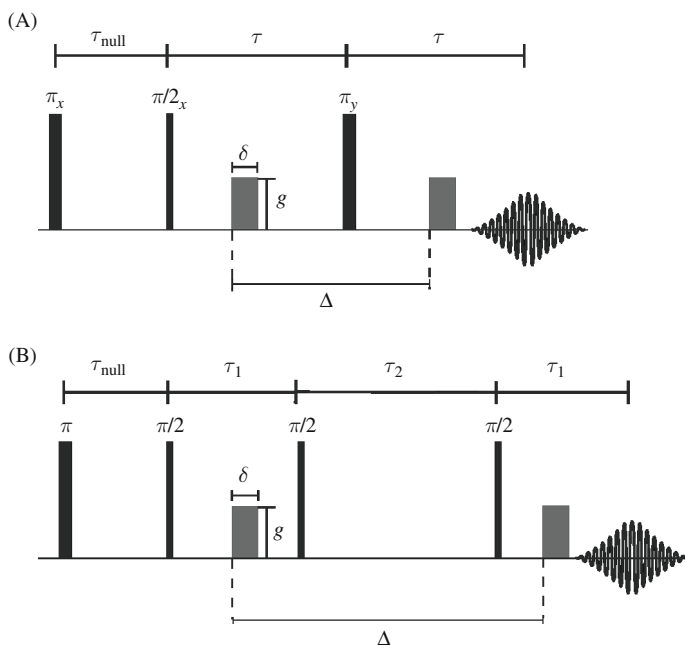 (A)
τnull τ τ
πx π/2x πy
δ
g
Δ
(B)
τnull τ1 τ2 τ1
π π/2 π/2 π/2
δ
g
Δ